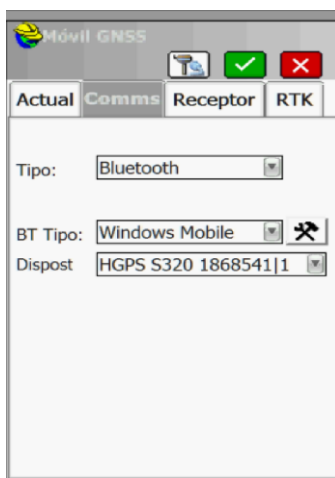 Móvil GNSS
Actual Comms Receptor RTK
Tipo: Bluetooth
BT Tipo: Windows Mobile
Dispost HGPS S320 1868541|1